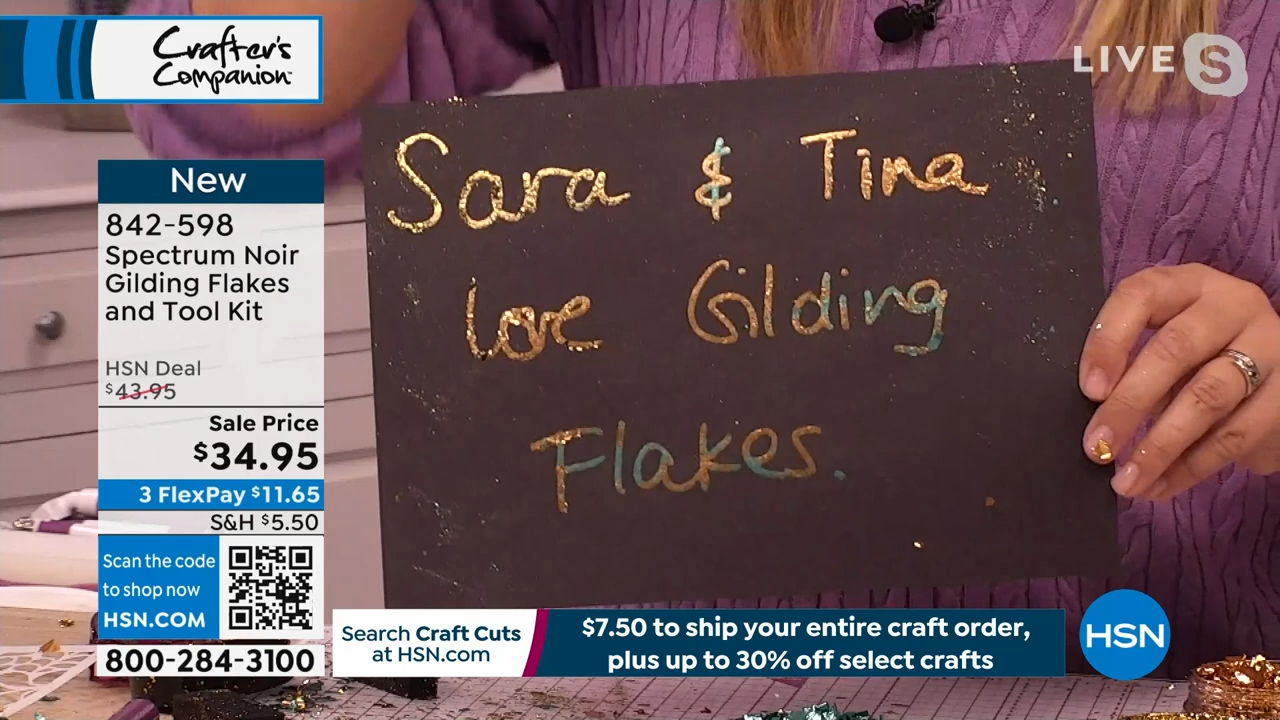 Crafter's
Companion
LIVE S
New
842-598
Spectrum Noir
Gilding Flakes
and Tool Kit
HSN Deal
$43.95
Sale Price
$34.95
3 FlexPay $11.65
S&H $5.50
Scan the code
to shop now
HSN.COM
800-284-3100
Sara & Tina
Love Gilding
Flakes.
Search Craft Cuts
at HSN.com
$7.50 to ship your entire craft order,
plus up to 30% off select crafts
HSN